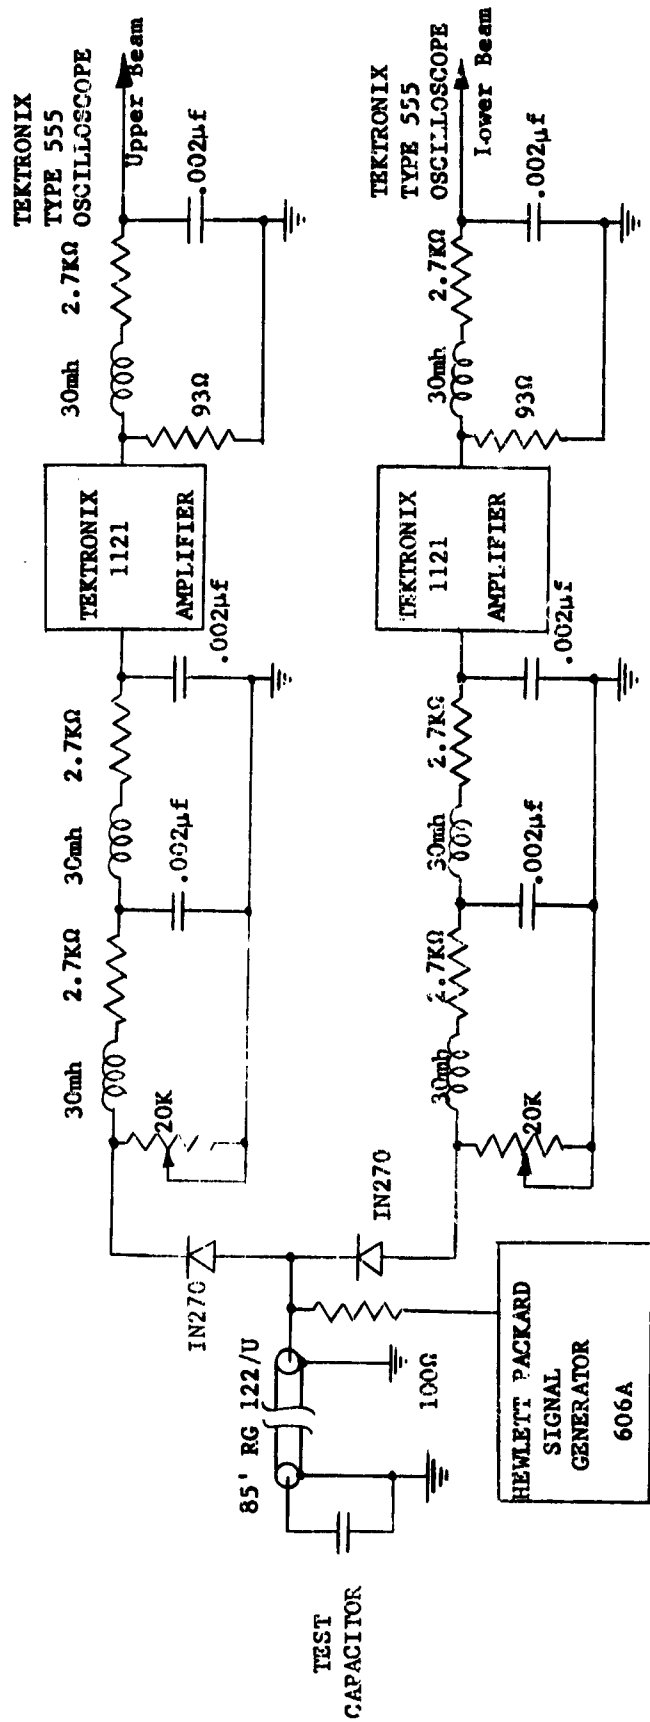 TEKTRONIX
TYPE 555
OSCILLOSCOPE
Upper Beam
.002µf
2.7KΩ
30mh
93Ω
TEKTRONIX
1121
AMPLIFIER
.002µf
2.7KΩ
30mh
.002µf
2.7KΩ
30mh
20K
IN270
TEKTRONIX
TYPE 555
OSCILLOSCOPE
Lower Beam
.002µf
2.7KΩ
30mh
93Ω
TEKTRONIX
1121
AMPLIFIER
.002µf
2.7KΩ
30mh
.002µf
2.7KΩ
30mh
20K
IN270
85' RG 122/U
100Ω
TEST
CAPACITOR
HEWLETT PACKARD
SIGNAL
GENERATOR
606A